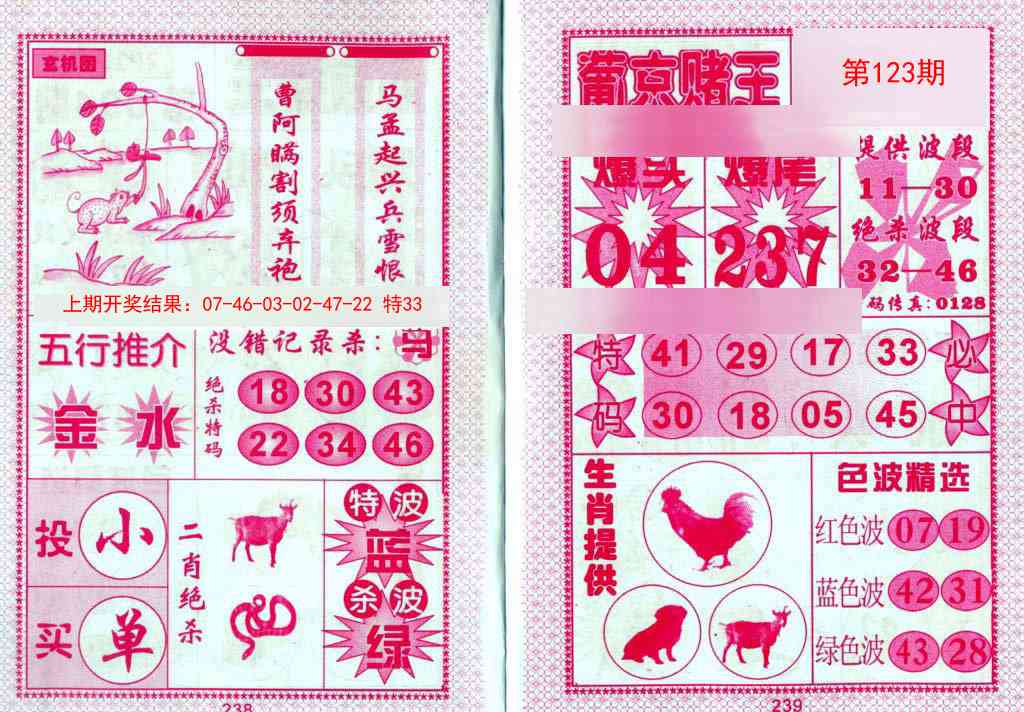 玄机图
马孟起兴兵雪恨
曹阿瞒割须弃袍
上期开奖结果：07-46-03-02-47-22 特33
五行推介
金 水
没错记录杀：
绝杀特码
18 30 43
22 34 46
投 小
买 单
二肖绝杀
特波
蓝
杀波
绿
238
葡京赌王
第123期
04
237
提供波段
11—30
绝杀波段
32—46
码传真：0128
特 41 29 17 33 必
码 30 18 05 45 中
生肖提供
色波精选
红色波 07 19
蓝色波 42 31
绿色波 43 28
239